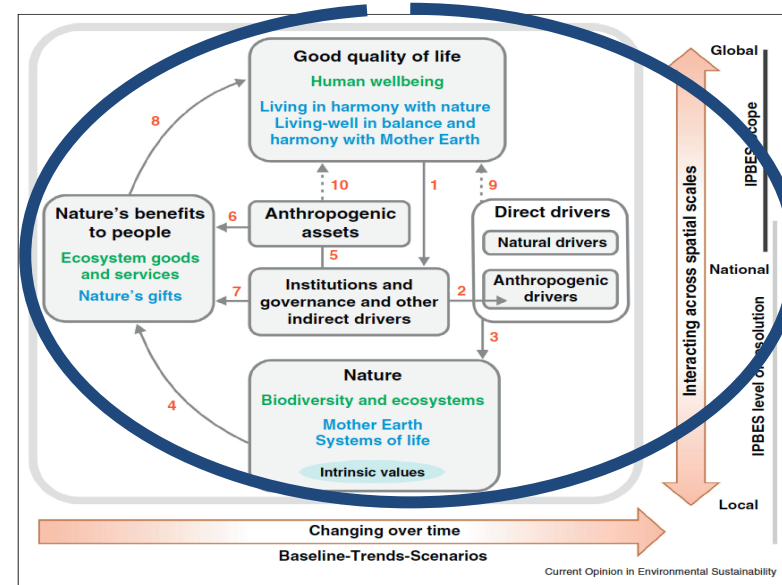 Good quality of life
Human wellbeing
Living in harmony with nature
Living-well in balance and
harmony with Mother Earth
8
10
1
9
Nature's benefits
to people
Ecosystem goods
and services
Nature's gifts
6
Anthropogenic
assets
5
7
Institutions and
governance and other
indirect drivers
2
Direct drivers
Natural drivers
Anthropogenic
drivers
3
4
Nature
Biodiversity and ecosystems
Mother Earth
Systems of life
Intrinsic values
Interacting across spatial scales
Global
IPBES scope
National
IPBES level of resolution
Local
Changing over time
Baseline-Trends-Scenarios
Current Opinion in Environmental Sustainability